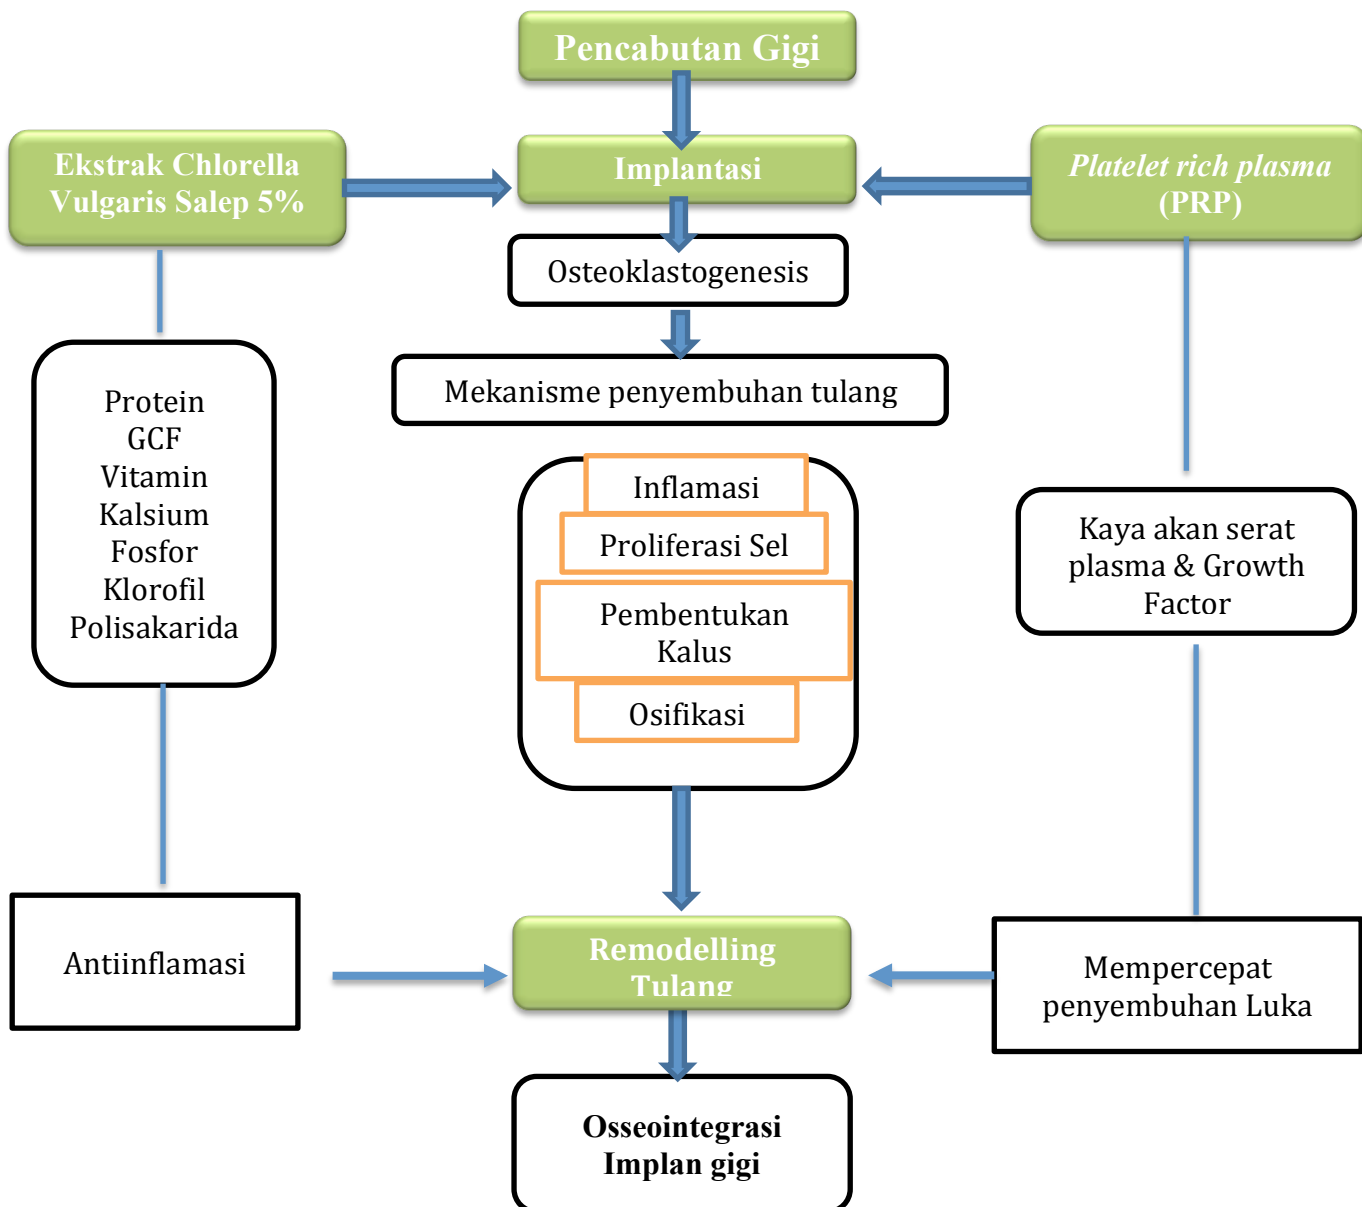 Pencabutan Gigi
Ekstrak Chlorella
Vulgaris Salep 5%
Implantasi
Platelet rich plasma
(PRP)
Osteoklastogenesis
Mekanisme penyembuhan tulang
Protein
GCF
Vitamin
Kalsium
Fosfor
Klorofil
Polisakarida
Inflamasi
Proliferasi Sel
Pembentukan
Kalus
Osifikasi
Kaya akan serat
plasma & Growth
Factor
Antiinflamasi
Remodelling
Tulang
Mempercepat
penyembuhan Luka
Osseointegrasi
Implan gigi